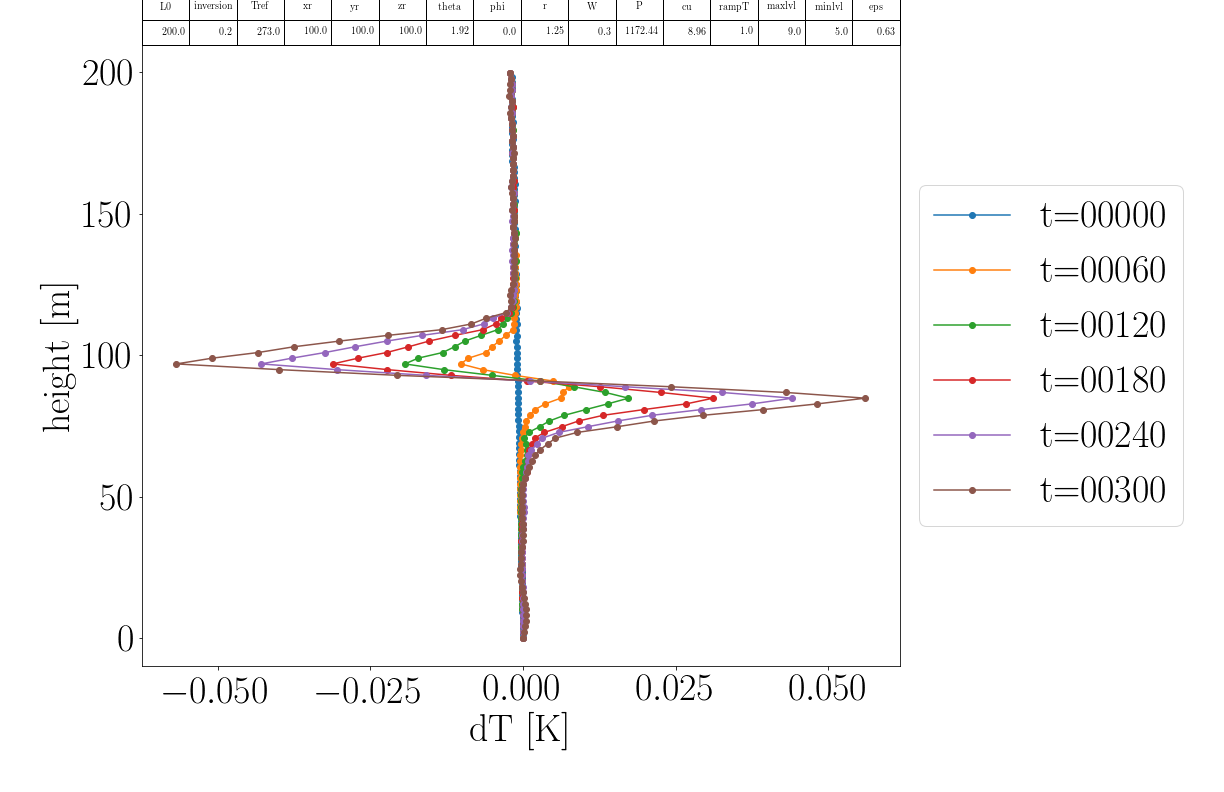 L0 inversion Tref xr yr zr theta phi r W P cu rampT maxlvl minlvl eps
200.0 0.2 273.0 100.0 100.0 100.0 1.92 0.0 1.25 0.3 1172.44 8.96 1.0 9.0 5.0 0.63
200
150
100
50
0
height [m]
−0.050 −0.025 0.000 0.025 0.050
dT [K]
t=00000
t=00060
t=00120
t=00180
t=00240
t=00300